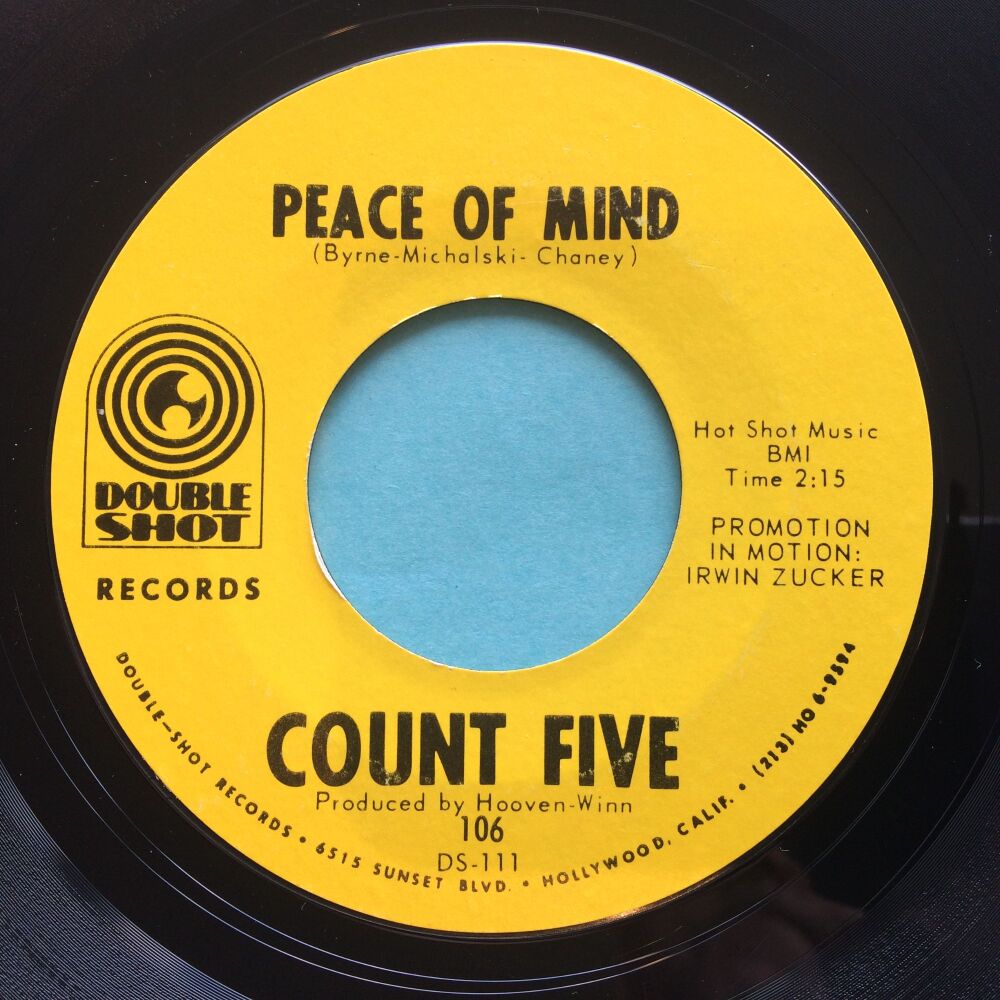 PEACE OF MIND
(Byrne-Michalski- Chaney)
DOUBLE
SHOT
RECORDS
Hot Shot Music
BMI
Time 2:15
PROMOTION
IN MOTION:
IRWIN ZUCKER
COUNT FIVE
Produced by Hooven-Winn
106
DS-111
DOUBLE—SHOT RECORDS • 6515 SUNSET BLVD. • HOLLYWOOD, CALIF. • (213) HO 6-9594